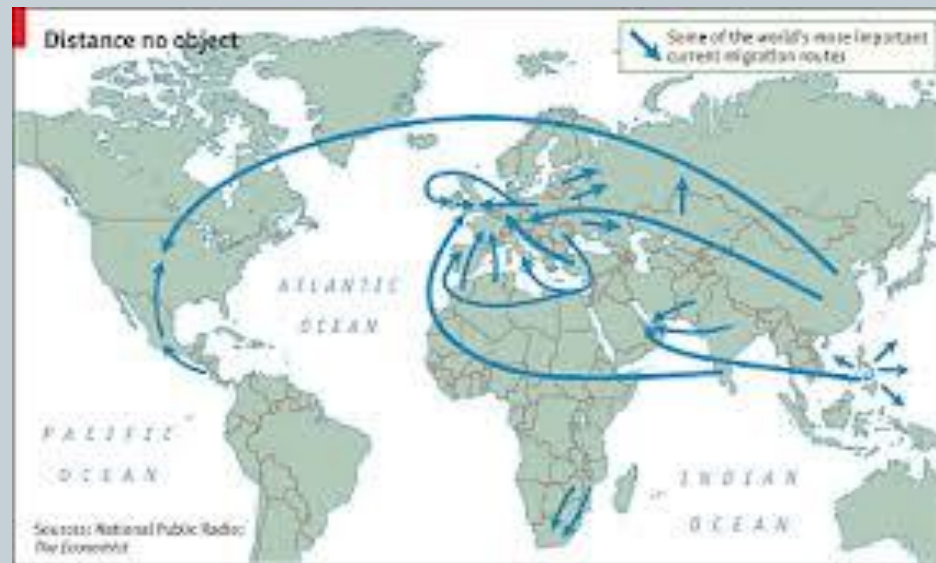 Distance no object
Some of the world's more important
current migration routes
ATLANTIC
OCEAN
PACIFIC
OCEAN
INDIAN
OCEAN
Sources: National Public Radio;
The Economist